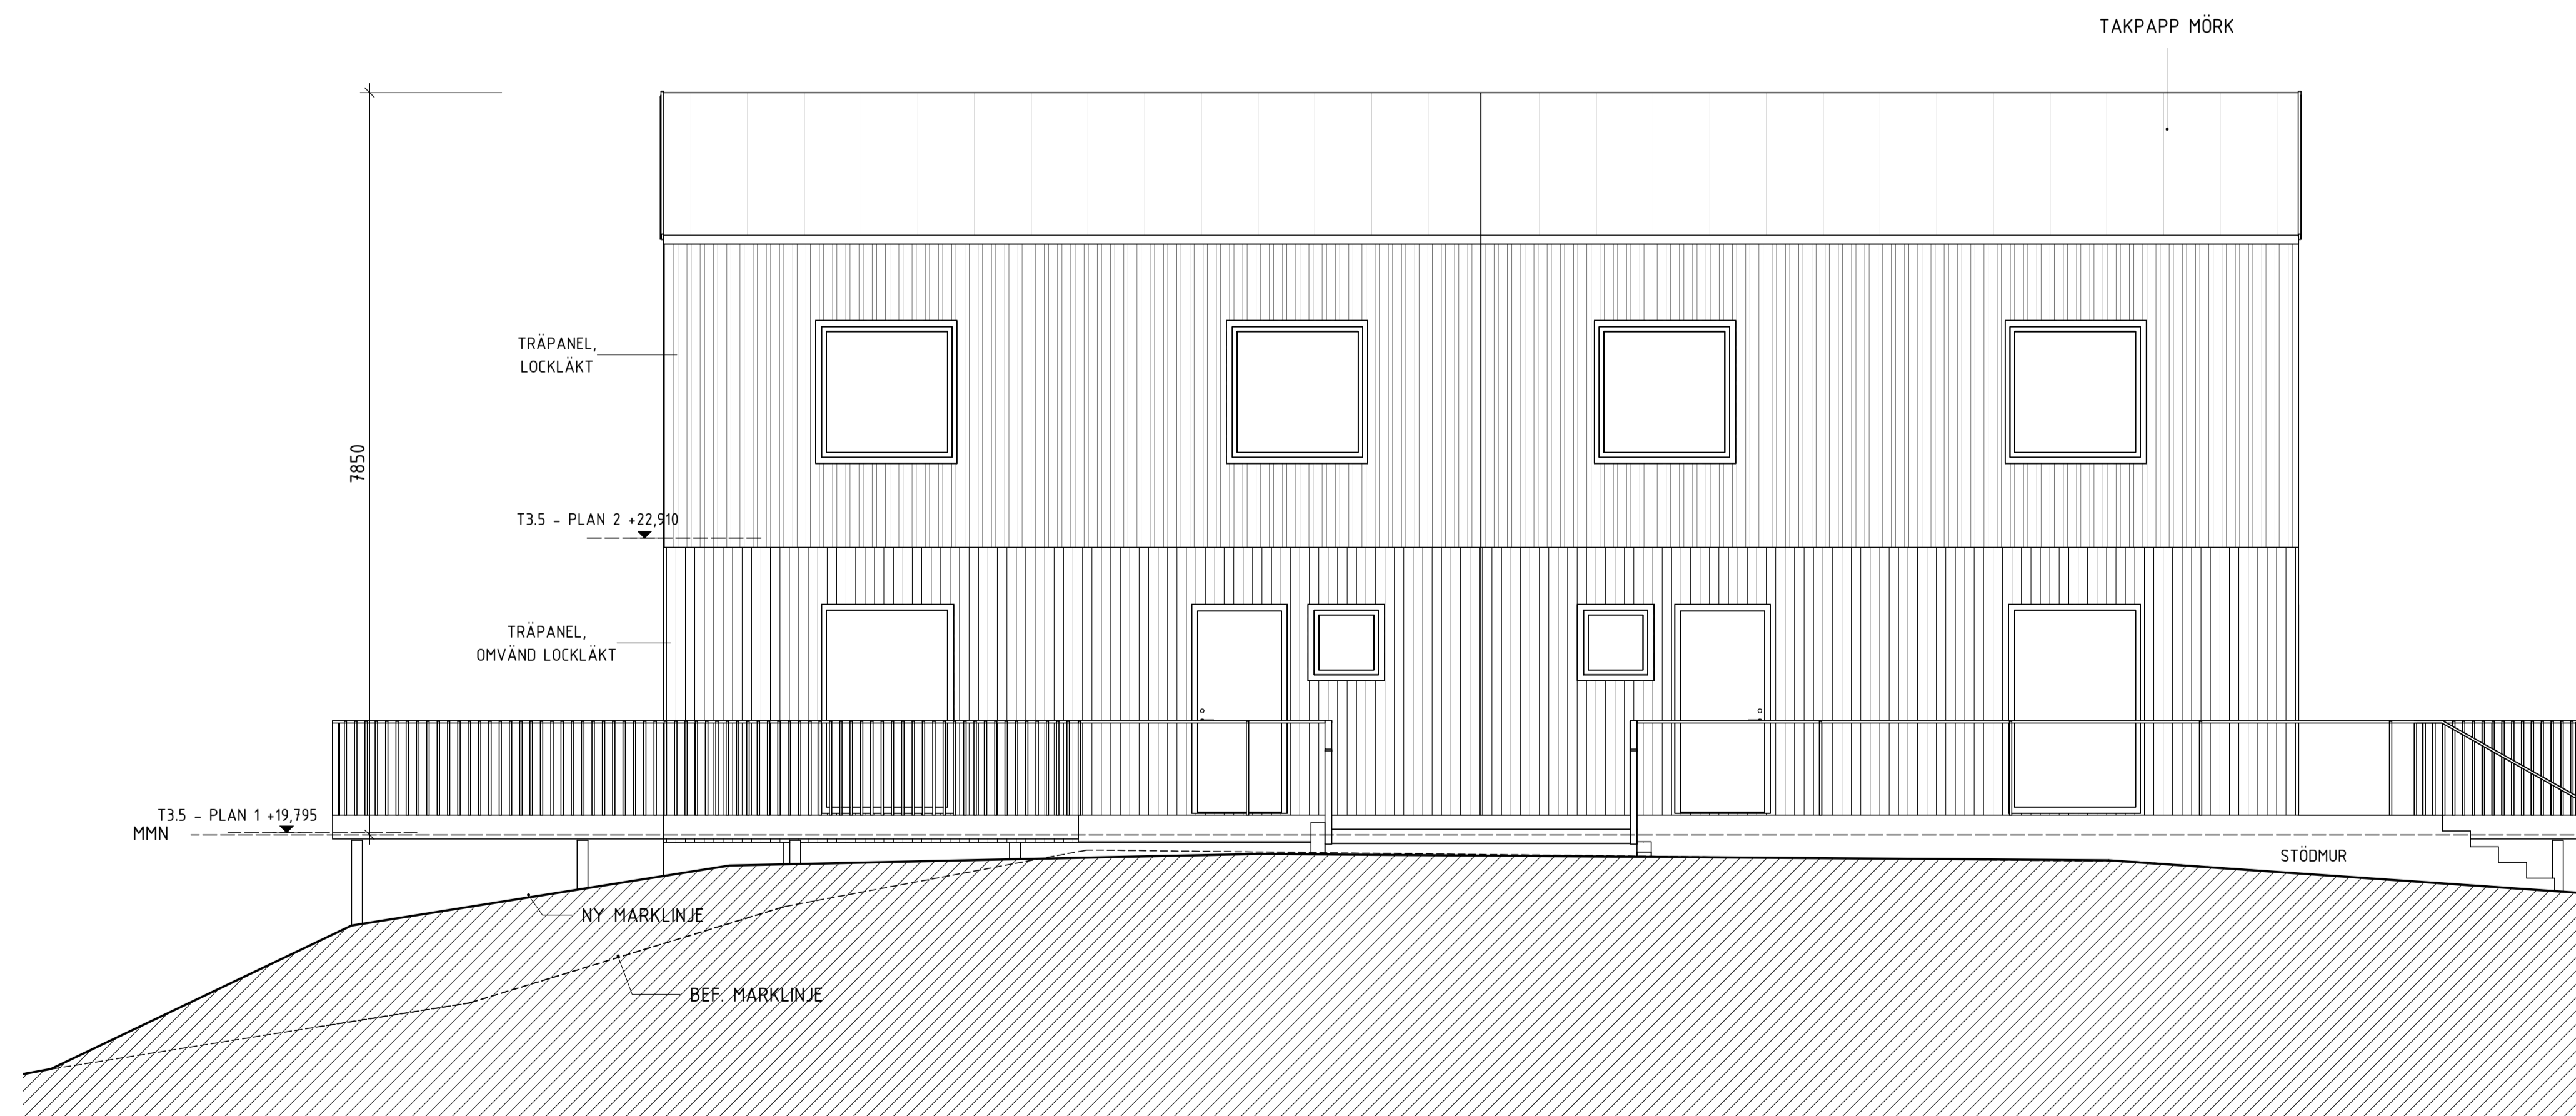 TAKPAPP MÖRK
TRÄPANEL,
LOCKLÄKT
7850
T3.5 - PLAN 2 +22,910
TRÄPANEL,
OMVÄND LOCKLÄKT
T3.5 - PLAN 1 +19,795
MMN
STÖDMUR
NY MARKLINJE
BEF. MARKLINJE